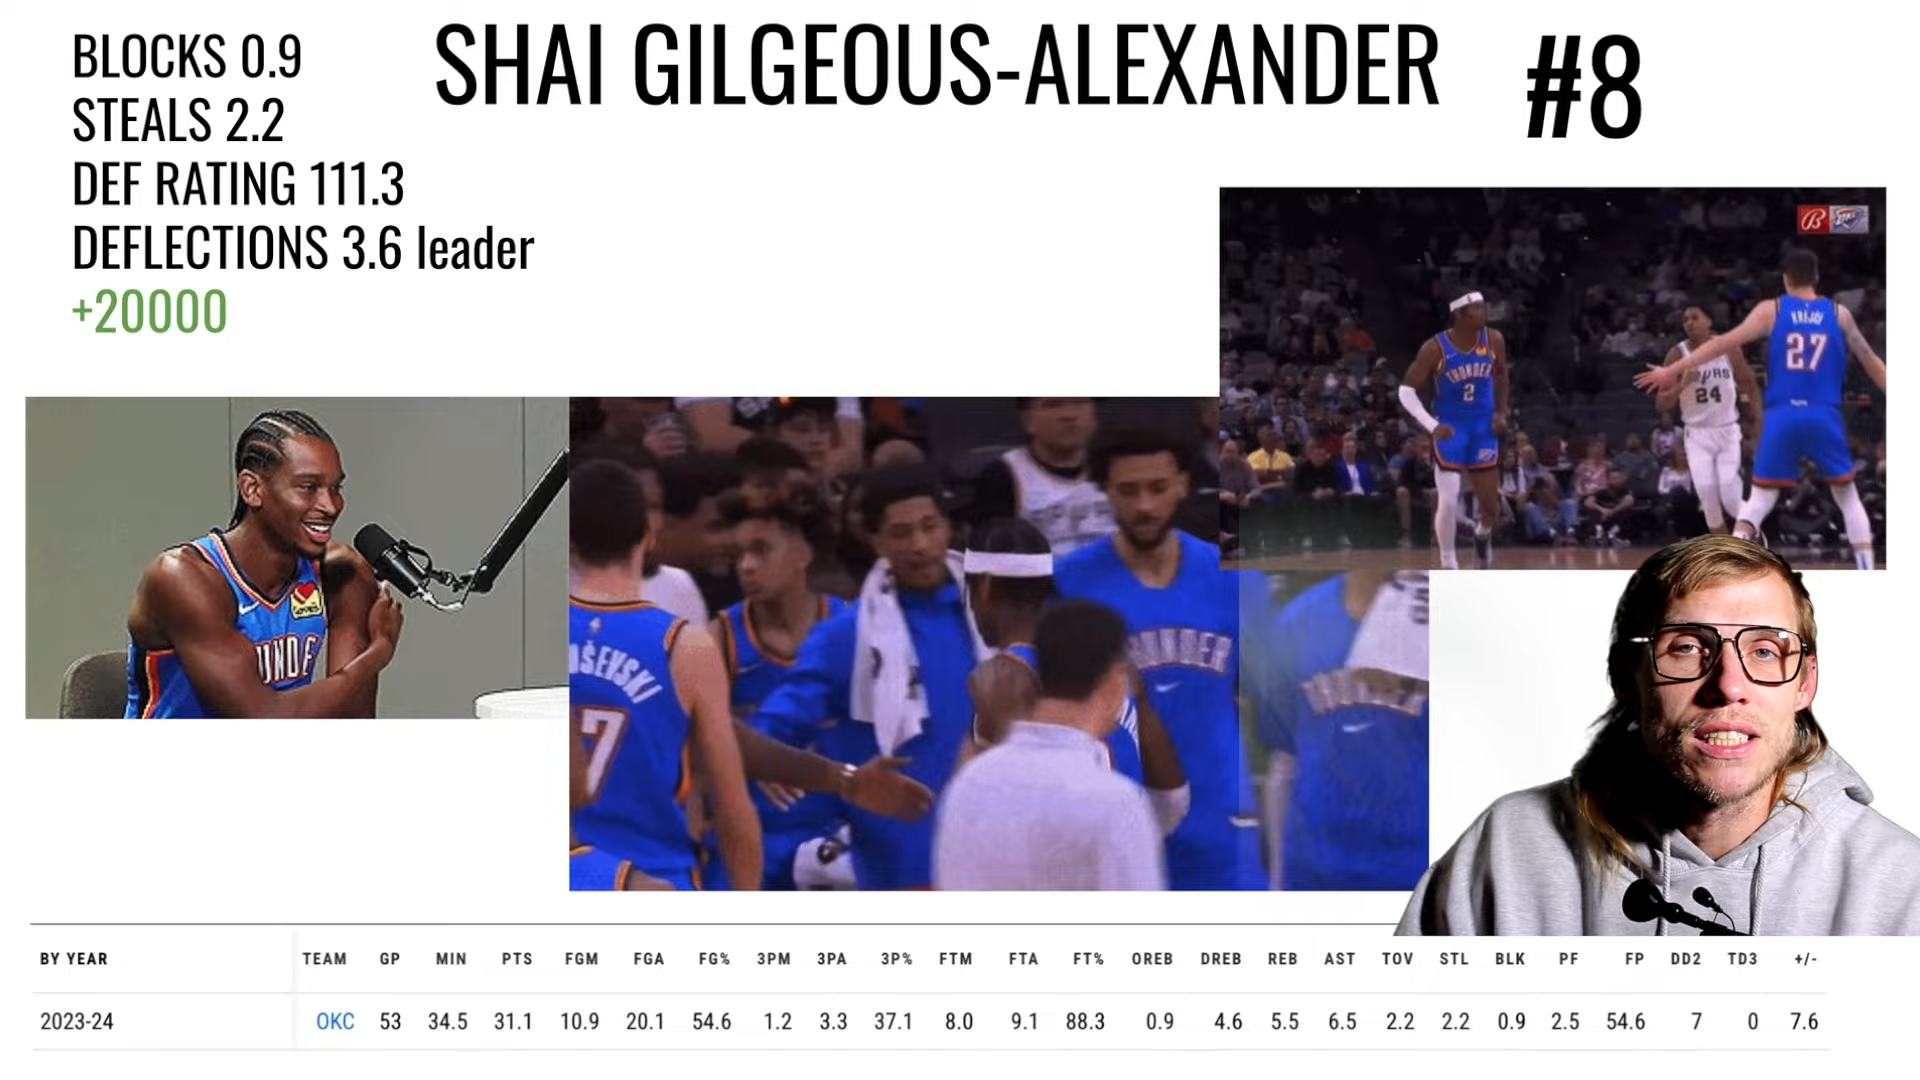 BLOCKS 0.9
STEALS 2.2
DEF RATING 111.3
DEFLECTIONS 3.6 leader
+20000
SHAI GILGEOUS-ALEXANDER
#8
B
THUNDER
2
24
KREJCI
27
UNDE
7
THUNDER
BY YEAR TEAM GP MIN PTS FGM FGA FG% 3PM 3PA 3P% FTM FTA FT% OREB DREB REB AST TOV STL BLK PF FP DD2 TD3 +/-
2023-24 OKC 53 34.5 31.1 10.9 20.1 54.6 1.2 3.3 37.1 8.0 9.1 88.3 0.9 4.6 5.5 6.5 2.2 2.2 0.9 2.5 54.6 7 0 7.6